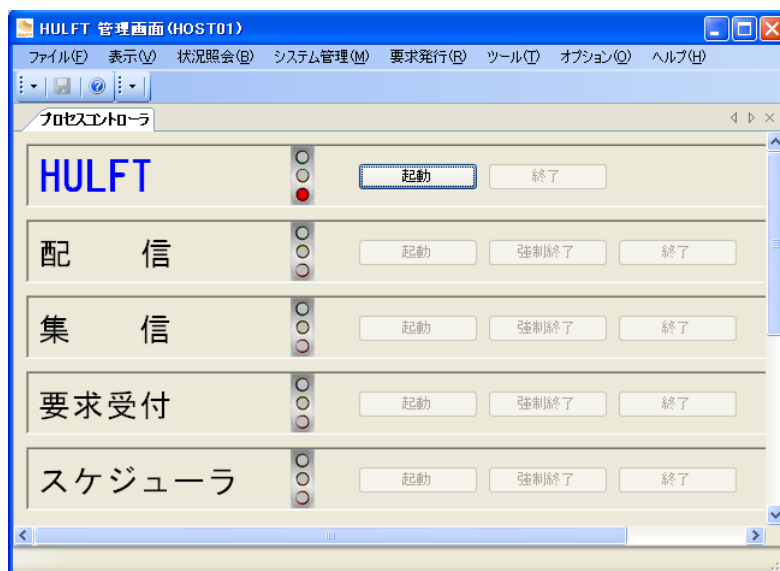 HULFT 管理画面(HOST01)
ファイル(F) 表示(V) 状況照会(B) システム管理(M) 要求発行(R) ツール(T) オプション(O) ヘルプ(H)
プロセスコントローラ
HULFT 起動 終了
配 信 起動 強制終了 終了
集 信 起動 強制終了 終了
要求受付 起動 強制終了 終了
スケジューラ 起動 強制終了 終了